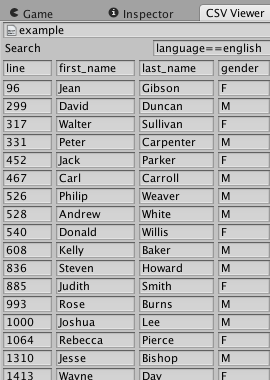 Game Inspector CSV Viewer
example
Search language==english
line first_name last_name gender
96 Jean Gibson F
299 David Duncan M
317 Walter Sullivan F
331 Peter Carpenter M
452 Jack Parker F
467 Carl Carroll M
526 Philip Weaver M
528 Andrew White M
540 Donald Willis F
608 Kelly Baker M
836 Steven Howard M
885 Judith Smith F
993 Rose Burns M
1000 Joshua Lee M
1064 Rebecca Pierce F
1310 Jesse Bishop M
1413 Wayne Day F